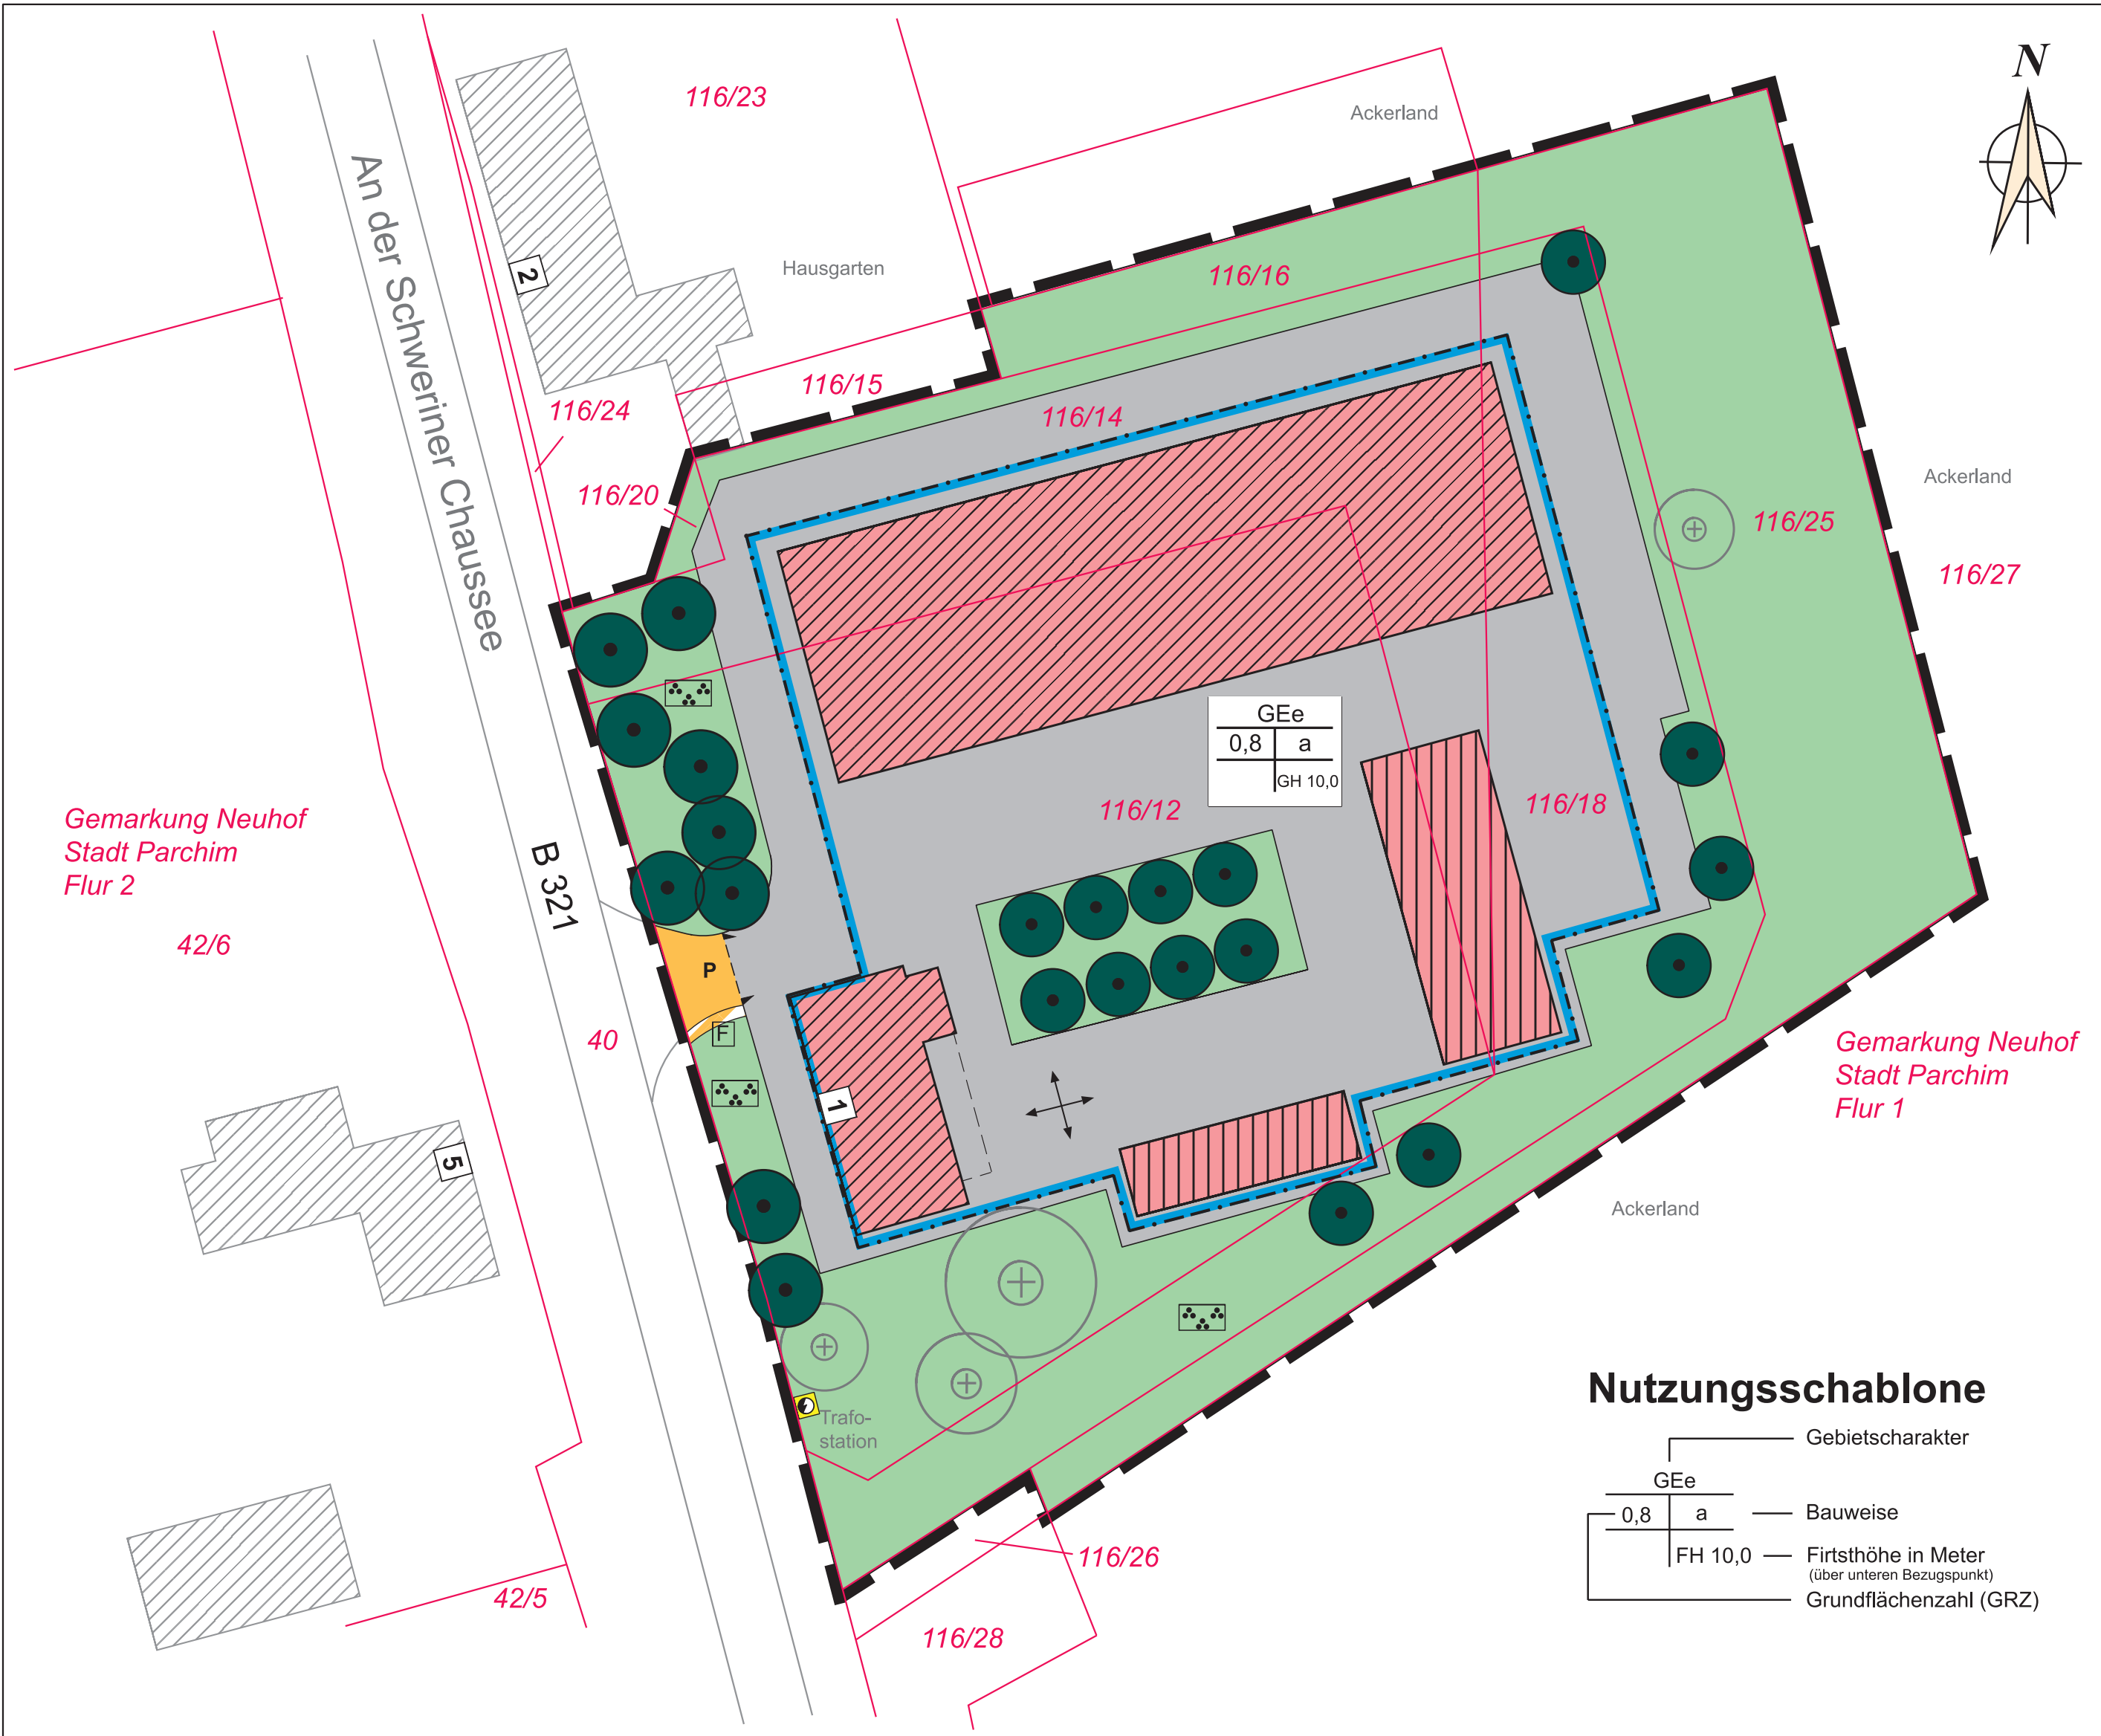 N
116/23
Ackerland
An der Schweriner Chaussee
2
Hausgarten
116/16
116/15
116/24
116/14
Ackerland
116/20
116/25
116/27
GEe
0,8 a
GH 10,0
116/12
116/18
Gemarkung Neuhof
Stadt Parchim
Flur 2
B 321
42/6
P
F
40
Gemarkung Neuhof
Stadt Parchim
Flur 1
1
5
Ackerland
Trafo-
station
Nutzungsschablone
Gebietscharakter
GEe
0,8 a
Bauweise
FH 10,0
Firtsthöhe in Meter
(über unteren Bezugspunkt)
Grundflächenzahl (GRZ)
116/26
42/5
116/28